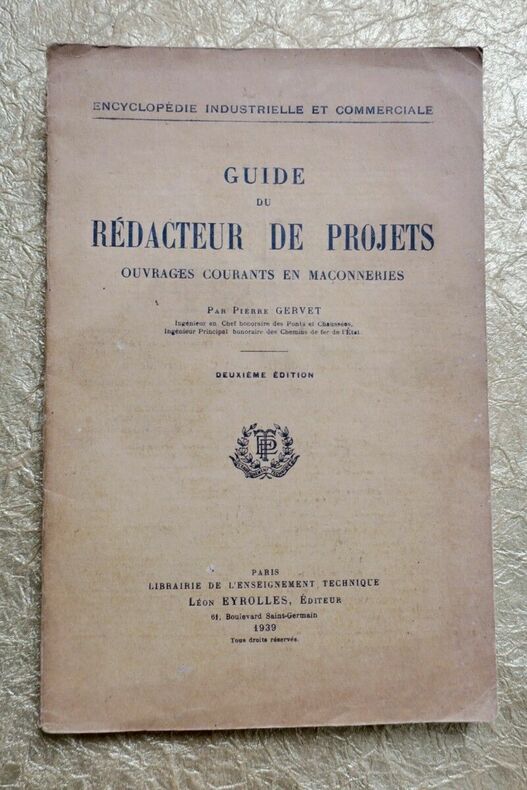 ENCYCLOPÉDIE INDUSTRIELLE ET COMMERCIALE
GUIDE
DU
RÉDACTEUR DE PROJETS
OUVRAGES COURANTS EN MAÇONNERIES
PAR PIERRE GERVET
Ingénieur en Chef honoraire des Ponts et Chaussées,
Ingénieur Principal honoraire des Chemins de fer de l'État.
DEUXIÈME ÉDITION
PARIS
LIBRAIRIE DE L'ENSEIGNEMENT TECHNIQUE
LÉON EYROLLES, ÉDITEUR
61, Boulevard Saint-Germain
1939
Tous droits réservés.